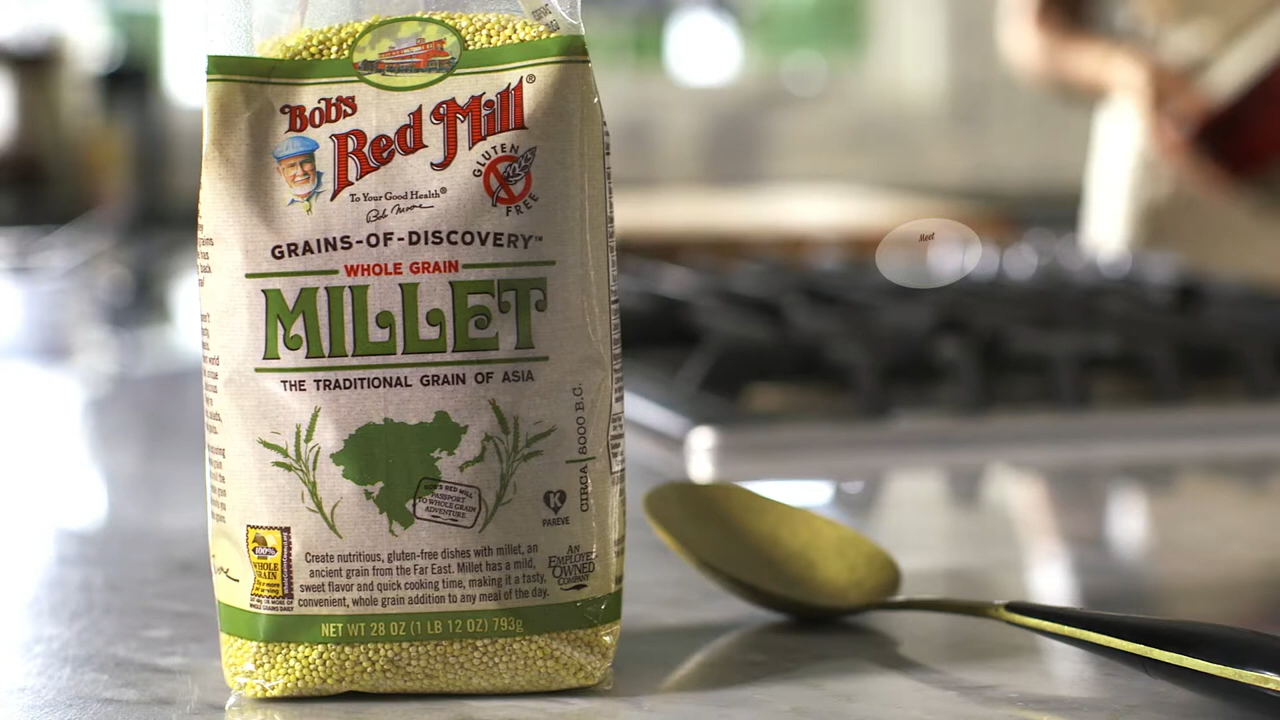 Bob's
Red Mill®
GLUTEN
FREE
To Your Good Health®
Bob Moore
GRAINS-OF-DISCOVERY™
WHOLE GRAIN
MILLET
THE TRADITIONAL GRAIN OF ASIA
CIRCA 8000 B.C.
BOB'S RED MILL
PASSPORT
TO WHOLE GRAIN
ADVENTURE
K
PAREVE
100%
WHOLE
GRAIN
Create nutritious, gluten-free dishes with millet, an
ancient grain from the Far East. Millet has a mild,
sweet flavor and quick cooking time, making it a tasty,
convenient, whole grain addition to any meal of the day.
AN
EMPLOYEE
OWNED
COMPANY
NET WT 28 OZ (1 LB 12 OZ) 793g
Meet